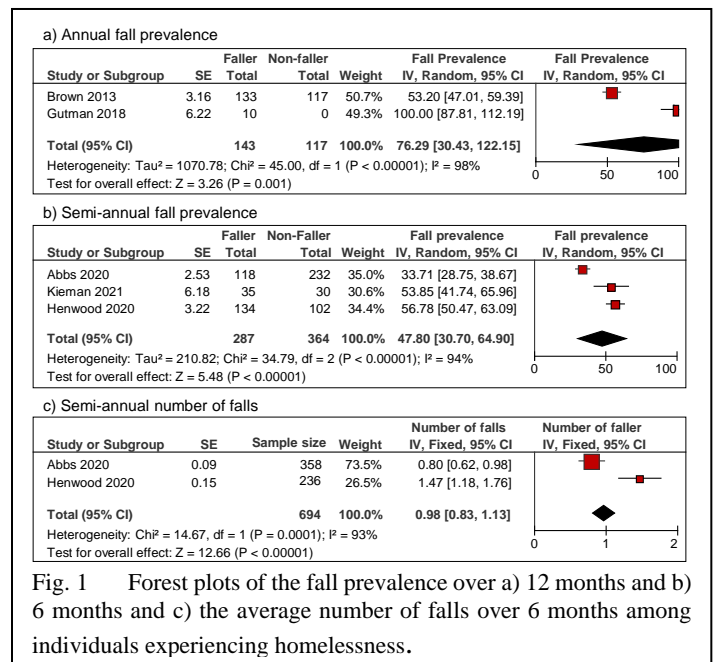 a) Annual fall prevalence
Faller Non-faller Fall Prevalence Fall Prevalence
Study or Subgroup SE Total Total Weight IV, Random, 95% CI IV, Random, 95% CI
Brown 2013 3.16 133 117 50.7% 53.20 [47.01, 59.39]
Gutman 2018 6.22 10 0 49.3% 100.00 [87.81, 112.19]
Total (95% CI) 143 117 100.0% 76.29 [30.43, 122.15]
Heterogeneity: Tau² = 1070.78; Chi² = 45.00, df = 1 (P < 0.00001); I² = 98%
Test for overall effect: Z = 3.26 (P = 0.001)
0 50 100
b) Semi-annual fall prevalence
Faller Non-Faller Fall prevalence Fall prevalence
Study or Subgroup SE Total Total Weight IV, Random, 95% CI IV, Random, 95% CI
Abbs 2020 2.53 118 232 35.0% 33.71 [28.75, 38.67]
Kieman 2021 6.18 35 30 30.6% 53.85 [41.74, 65.96]
Henwood 2020 3.22 134 102 34.4% 56.78 [50.47, 63.09]
Total (95% CI) 287 364 100.0% 47.80 [30.70, 64.90]
Heterogeneity: Tau² = 210.82; Chi² = 34.79, df = 2 (P < 0.00001); I² = 94%
Test for overall effect: Z = 5.48 (P < 0.00001)
0 50 100
c) Semi-annual number of falls
Number of falls Number of faller
Study or Subgroup SE Sample size Weight IV, Fixed, 95% CI IV, Fixed, 95% CI
Abbs 2020 0.09 358 73.5% 0.80 [0.62, 0.98]
Henwood 2020 0.15 236 26.5% 1.47 [1.18, 1.76]
Total (95% CI) 694 100.0% 0.98 [0.83, 1.13]
Heterogeneity: Chi² = 14.67, df = 1 (P = 0.0001); I² = 93%
Test for overall effect: Z = 12.66 (P < 0.00001)
0 1 2
Fig. 1 Forest plots of the fall prevalence over a) 12 months and b)
6 months and c) the average number of falls over 6 months among
individuals experiencing homelessness.